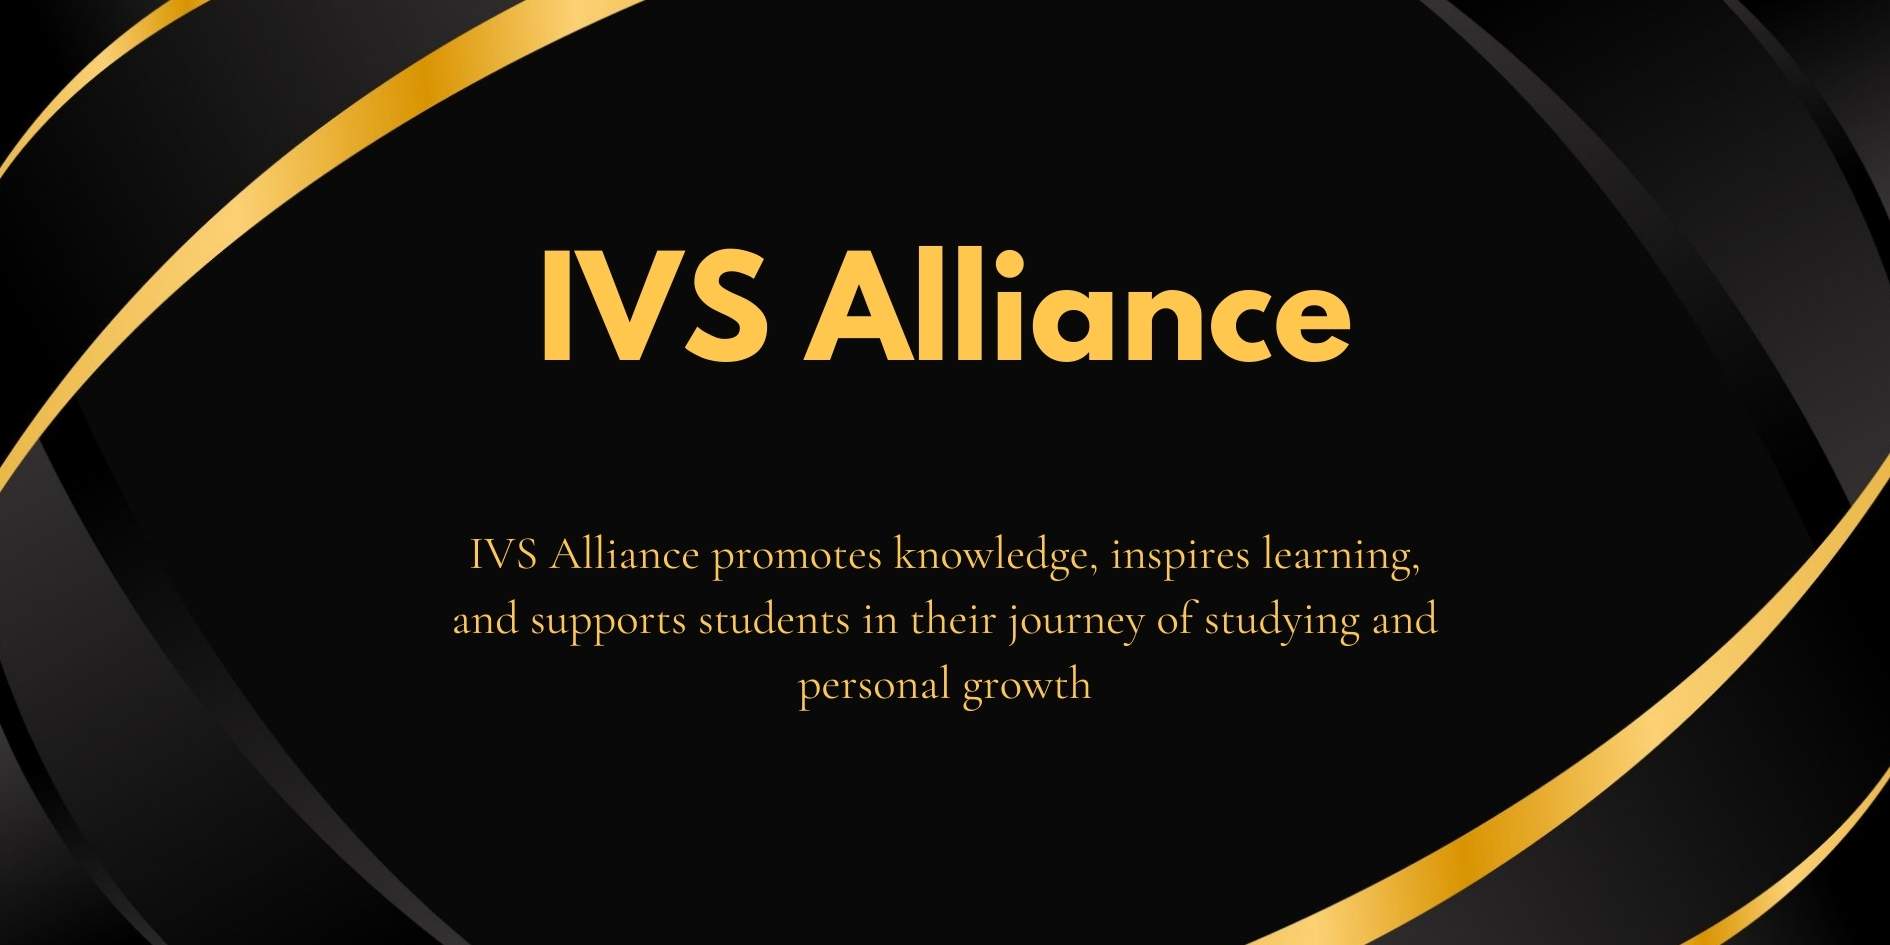 IVS Alliance
IVS Alliance promotes knowledge, inspires learning,
and supports students in their journey of studying and
personal growth